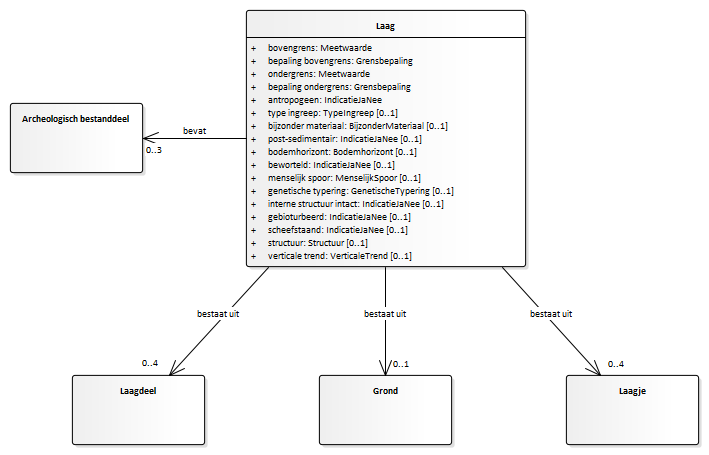 Laag
+ bovengrens: Meetwaarde
+ bepaling bovengrens: Grensbepaling
+ ondergrens: Meetwaarde
+ bepaling ondergrens: Grensbepaling
+ antropogeen: IndicatieJaNee
+ type ingreep: TypeIngreep [0..1]
+ bijzonder materiaal: BijzonderMateriaal [0..1]
+ post-sedimentair: IndicatieJaNee [0..1]
+ bodemhorizont: Bodemhorizont [0..1]
+ beworteld: IndicatieJaNee [0..1]
+ menselijk spoor: MenselijkSpoor [0..1]
+ genetische typering: GenetischeTypering [0..1]
+ interne structuur intact: IndicatieJaNee [0..1]
+ gebioturbeerd: IndicatieJaNee [0..1]
+ scheefstaand: IndicatieJaNee [0..1]
+ structuur: Structuur [0..1]
+ verticale trend: VerticaleTrend [0..1]
Archeologisch bestanddeel
bevat
0..3
bestaat uit
bestaat uit
bestaat uit
0..4
0..1
0..4
Laagdeel
Grond
Laagje